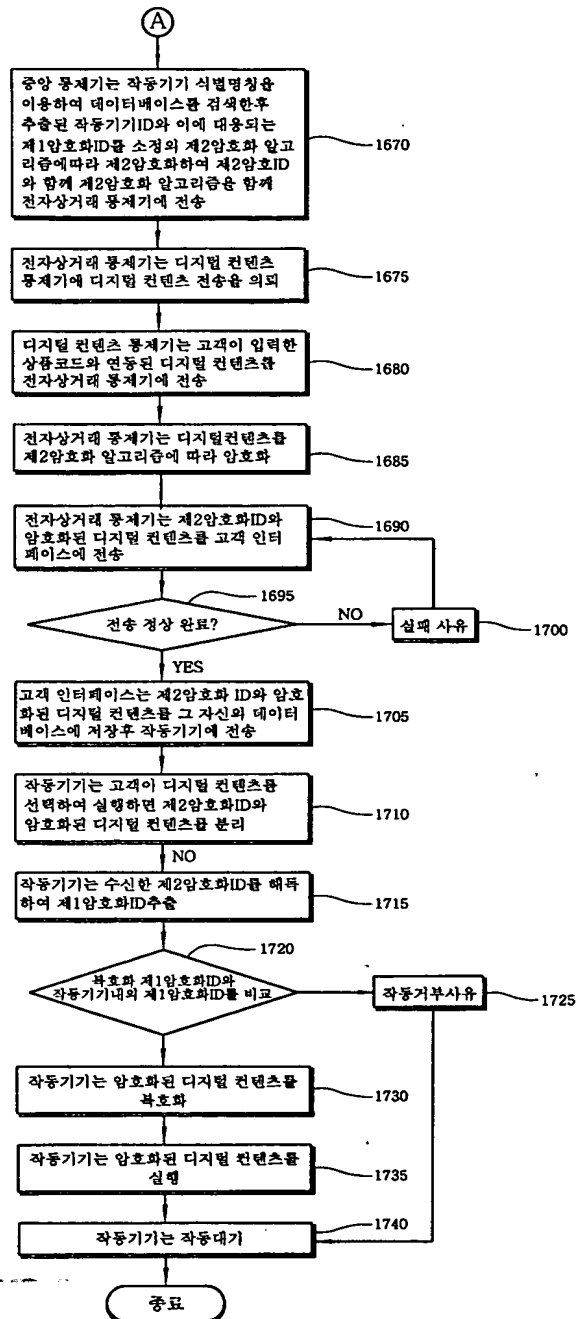 A
중앙 통제기는 작동기기 식별명칭을
이용하여 데이터베이스를 검색한후
추출된 작동기기ID와 이에 대응되는
제1암호화ID를 소정의 제2암호화 알고
리즘에따라 제2암호화하여 제2암호ID
와 함께 제2암호화 알고리즘을 함께
전자상거래 통제기에 전송
1670
전자상거래 통제기는 디지털 컨텐츠
통제기에 디지털 컨텐츠 전송을 의뢰
1675
디지털 컨텐츠 통제기는 고객이 입력한
상품코드와 연동된 디지털 컨텐츠를
전자상거래 통제기에 전송
1680
전자상거래 통제기는 디지털컨텐츠를
제2암호화 알고리즘에 따라 암호화
1685
전자상거래 통제기는 제2암호화ID와
암호화된 디지털 컨텐츠를 고객 인터
페이스에 전송
1690
1695
전송 정상 완료?
NO
실패 사유
1700
YES
고객 인터페이스는 제2암호화 ID와 암호
화된 디지털 컨텐츠를 그 자신의 데이터
베이스에 저장후 작동기기에 전송
1705
작동기기는 고객이 디지털 컨텐츠를
선택하여 실행하면 제2암호화ID와
암호화된 디지털 컨텐츠를 분리
1710
NO
작동기기는 수신한 제2암호화ID를 해독
하여 제1암호화ID추출
1715
1720
복호화 제1암호화ID와
작동기기내의 제1암호화ID를 비교
작동거부사유
1725
작동기기는 암호화된 디지털 컨텐츠를
복호화
1730
작동기기는 암호화된 디지털 컨텐츠를
실행
1735
1740
작동기기는 작동대기
종료